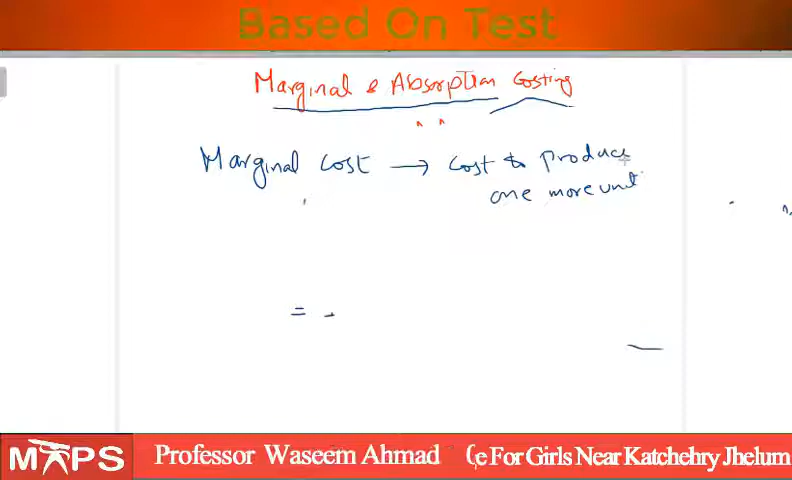 Based On Test
Marginal & Absorption Costing
Marginal Cost → Cost to produce
one more unit
=
MAPS
Professor Waseem Ahmad (e For Girls Near Katchehry Jhelum